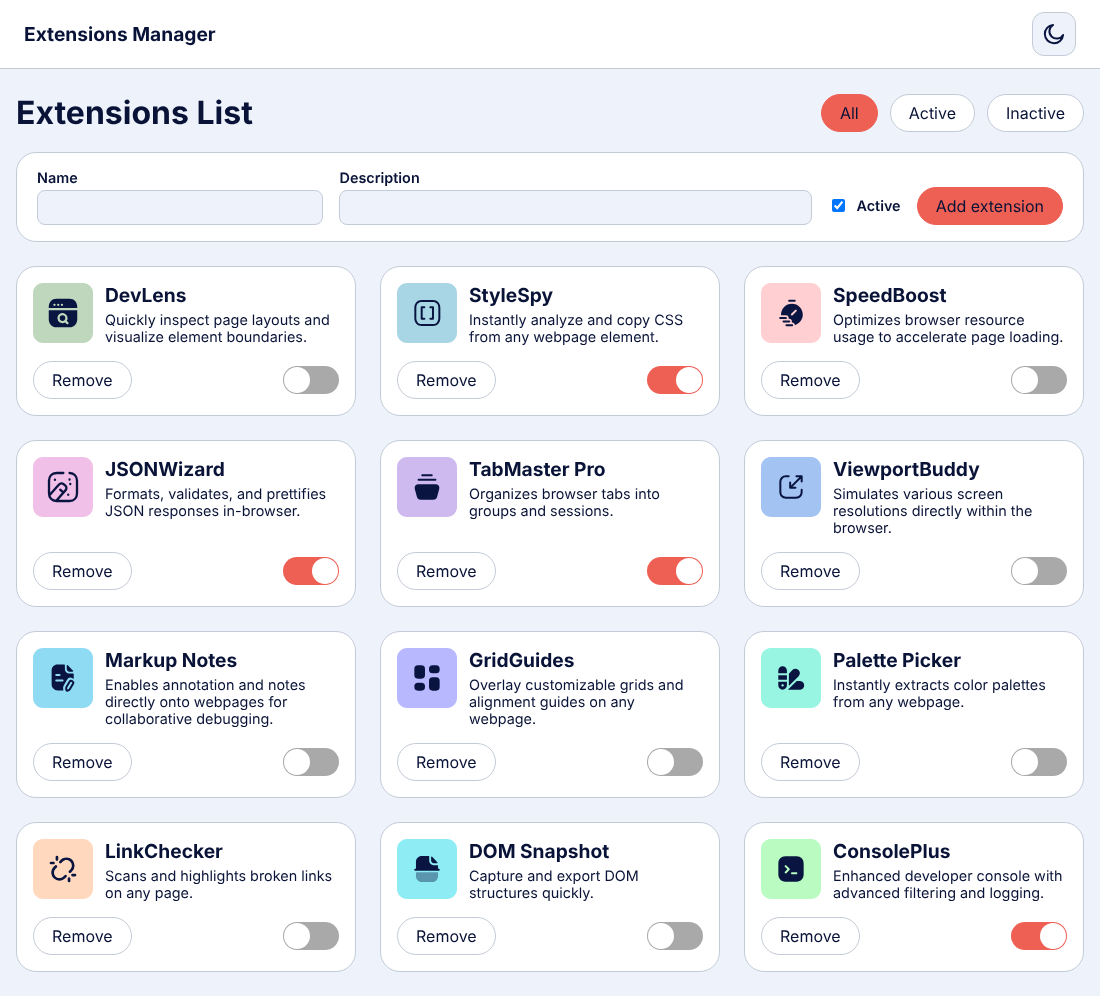 Extensions Manager
Extensions List
All
Active
Inactive
Name
Description
Active
Add extension
DevLens
Quickly inspect page layouts and
visualize element boundaries.
Remove
StyleSpy
Instantly analyze and copy CSS
from any webpage element.
Remove
SpeedBoost
Optimizes browser resource
usage to accelerate page loading.
Remove
JSONWizard
Formats, validates, and prettifies
JSON responses in-browser.
Remove
TabMaster Pro
Organizes browser tabs into
groups and sessions.
Remove
ViewportBuddy
Simulates various screen
resolutions directly within the
browser.
Remove
Markup Notes
Enables annotation and notes
directly onto webpages for
collaborative debugging.
Remove
GridGuides
Overlay customizable grids and
alignment guides on any
webpage.
Remove
Palette Picker
Instantly extracts color palettes
from any webpage.
Remove
LinkChecker
Scans and highlights broken links
on any page.
Remove
DOM Snapshot
Capture and export DOM
structures quickly.
Remove
ConsolePlus
Enhanced developer console with
advanced filtering and logging.
Remove